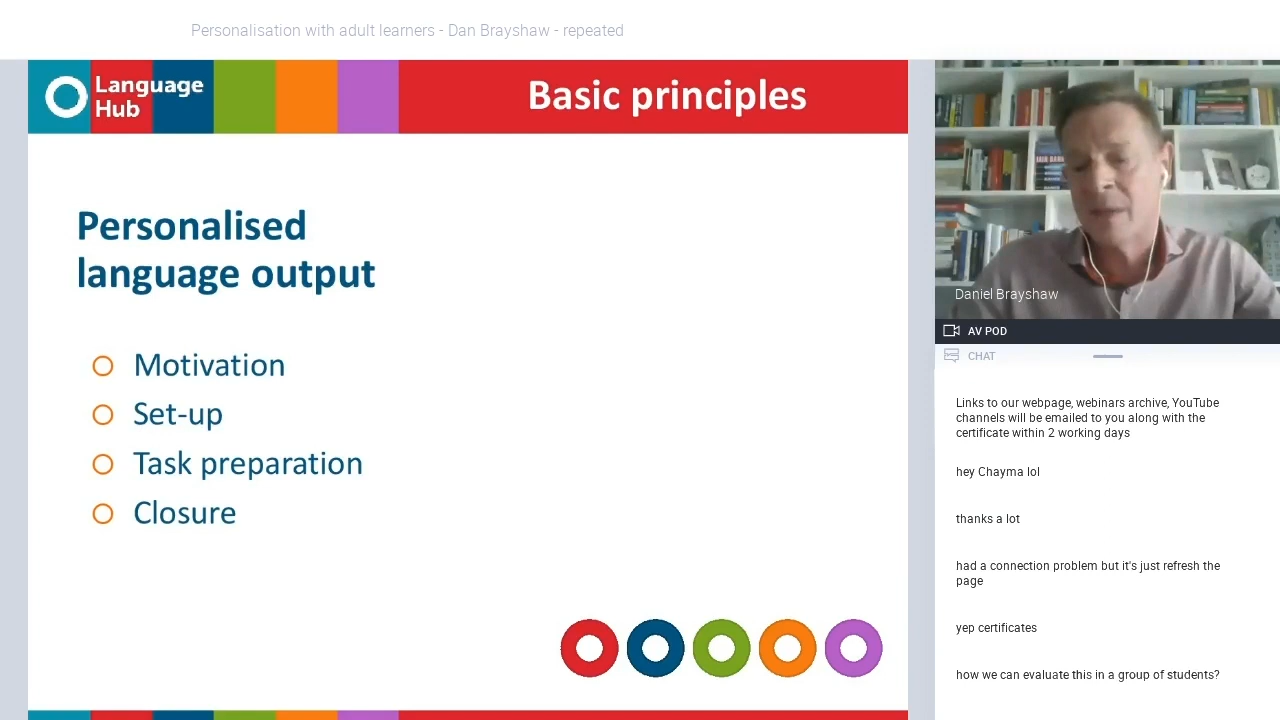 Personalisation with adult learners - Dan Brayshaw - repeated
Language
Hub
Basic principles
Personalised
language output
Motivation
Set-up
Task preparation
Closure
Daniel Brayshaw
AV POD
CHAT
Links to our webpage, webinars archive, YouTube
channels will be emailed to you along with the
certificate within 2 working days
hey Chayma lol
thanks a lot
had a connection problem but it's just refresh the
page
yep certificates
how we can evaluate this in a group of students?